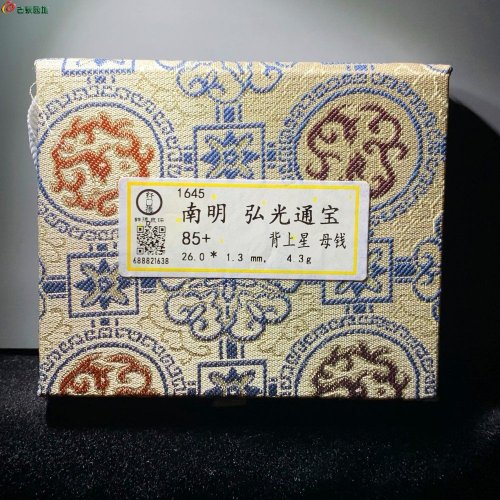 1645
南明 弘光通宝
85+ 背上星 母钱
26.0 * 1.3 mm, 4.3g
688821638